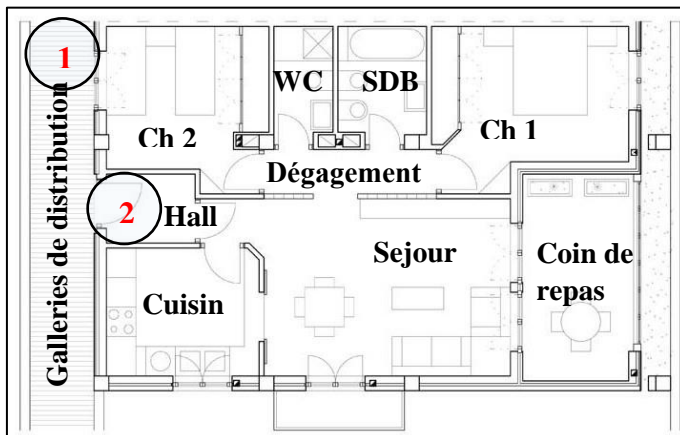 1
WC
SDB
Ch 2
Ch 1
Dégagement
2
Hall
Sejour
Coin de
repas
Cuisin
Galleries de distribution